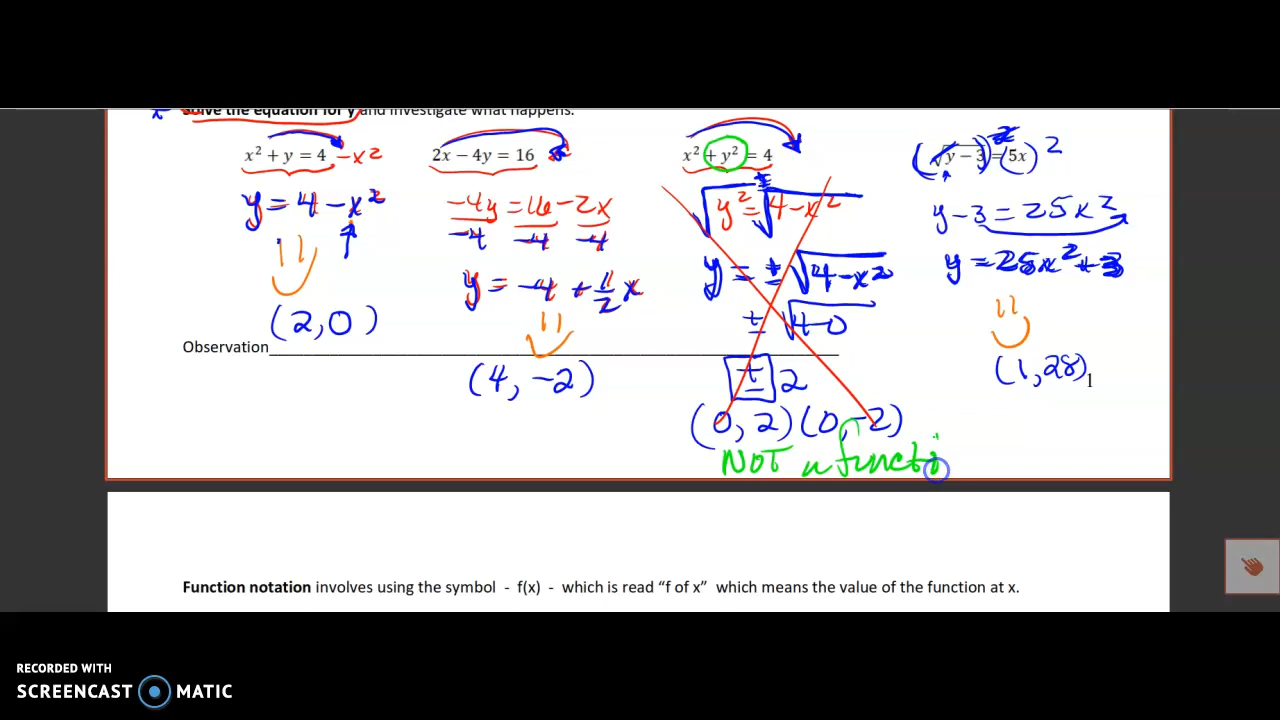 Solve the equation for y and investigate what happens.
x² + y = 4 -x²
y = 4 - x²
(2, 0)
2x − 4y = 16
-4y = 16 - 2x
-4 -4 -4
y = -4 + 1/2 x
(4, -2)
x² + y² = 4
√y² = ±√4-x²
y = ± √4-x²
± √4-0
± 2
(0, 2) (0, -2)
NOT a functio
(√y − 3)² = (5x)²
y - 3 = 25x²
y = 25x² + 3
(1, 28)
Observation
Function notation involves using the symbol - f(x) - which is read “f of x” which means the value of the function at x.
RECORDED WITH
SCREENCAST MATIC